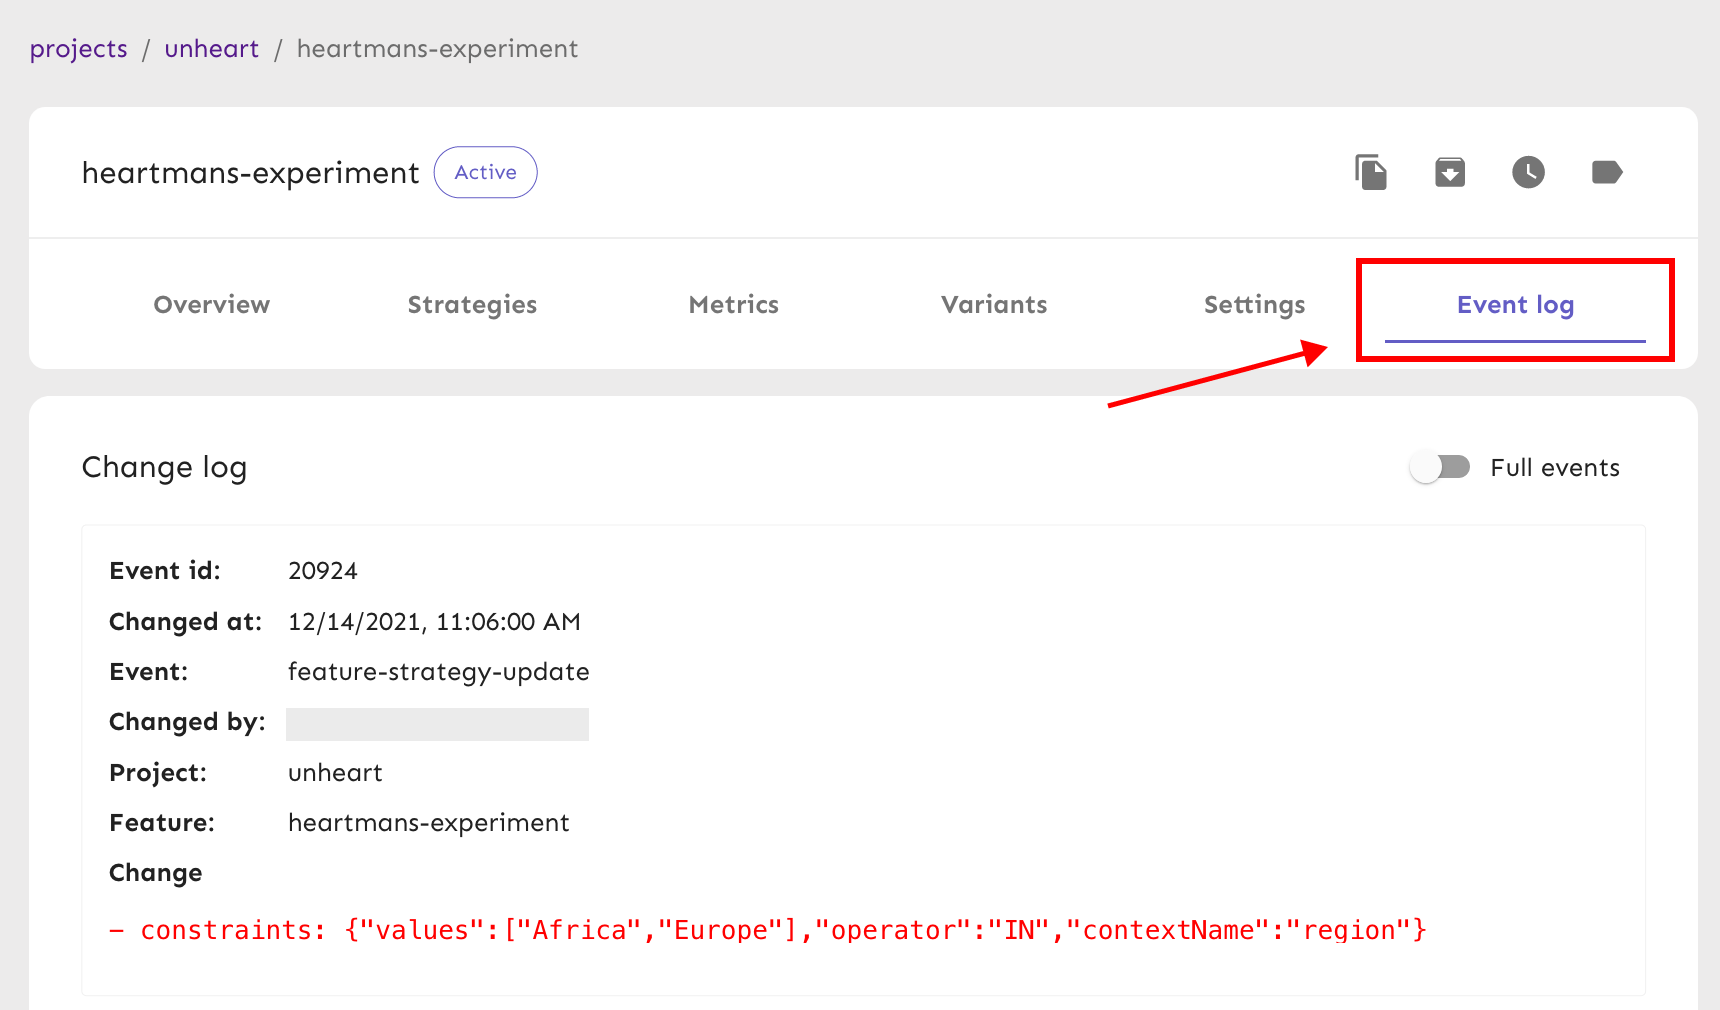 projects / unheart / heartmans-experiment
heartmans-experiment Active
Overview Strategies Metrics Variants Settings Event log
Change log Full events
Event id: 20924
Changed at: 12/14/2021, 11:06:00 AM
Event: feature-strategy-update
Changed by:
Project: unheart
Feature: heartmans-experiment
Change
- constraints: {"values":["Africa","Europe"],"operator":"IN","contextName":"region"}